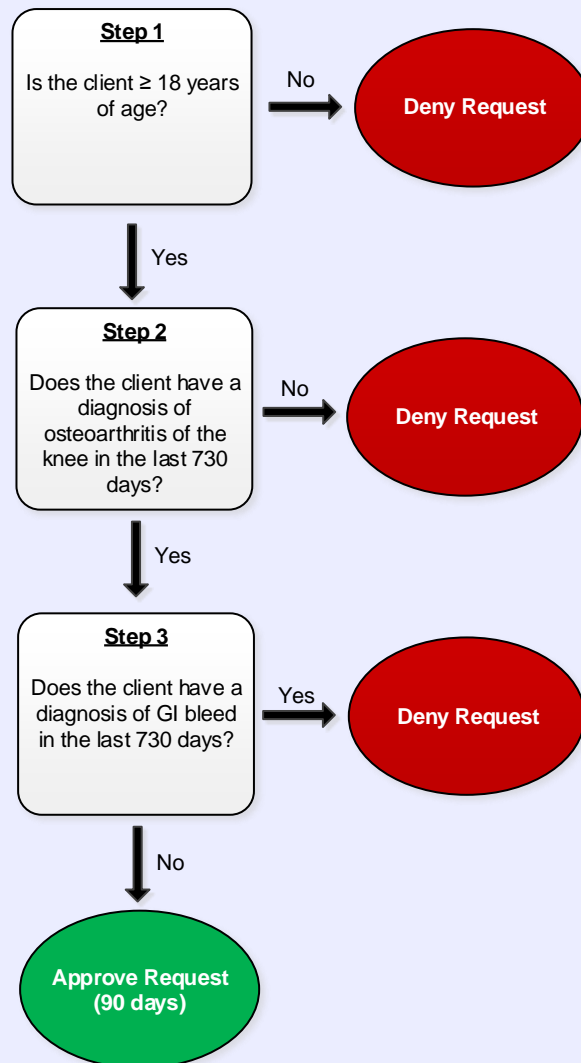 Step 1
Is the client ≥ 18 years
of age?
No
Deny Request
Yes
Step 2
Does the client have a
diagnosis of
osteoarthritis of the
knee in the last 730
days?
No
Deny Request
Yes
Step 3
Does the client have a
diagnosis of GI bleed
in the last 730 days?
Yes
Deny Request
No
Approve Request
(90 days)